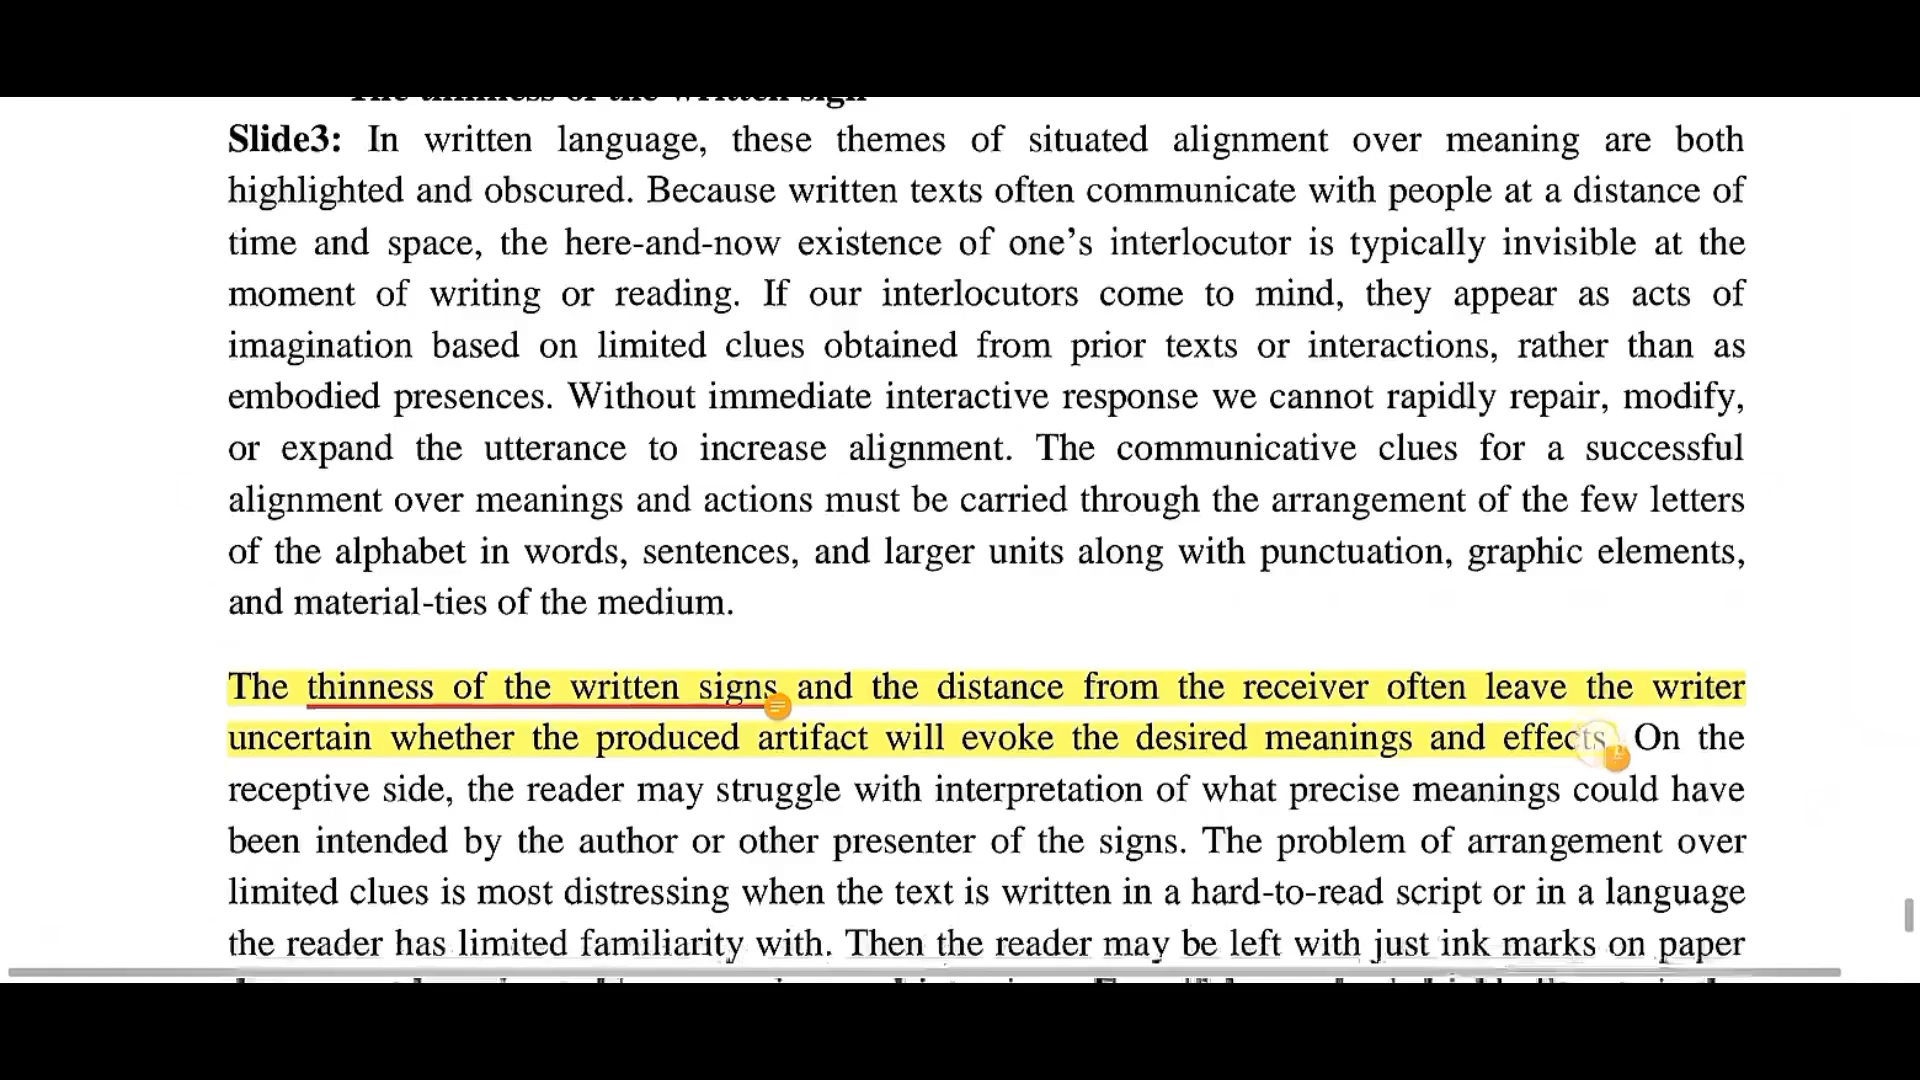 The thinness of the written sign
Slide3: In written language, these themes of situated alignment over meaning are both
highlighted and obscured. Because written texts often communicate with people at a distance of
time and space, the here-and-now existence of one’s interlocutor is typically invisible at the
moment of writing or reading. If our interlocutors come to mind, they appear as acts of
imagination based on limited clues obtained from prior texts or interactions, rather than as
embodied presences. Without immediate interactive response we cannot rapidly repair, modify,
or expand the utterance to increase alignment. The communicative clues for a successful
alignment over meanings and actions must be carried through the arrangement of the few letters
of the alphabet in words, sentences, and larger units along with punctuation, graphic elements,
and material-ties of the medium.
The thinness of the written signs and the distance from the receiver often leave the writer
uncertain whether the produced artifact will evoke the desired meanings and effects. On the
receptive side, the reader may struggle with interpretation of what precise meanings could have
been intended by the author or other presenter of the signs. The problem of arrangement over
limited clues is most distressing when the text is written in a hard-to-read script or in a language
the reader has limited familiarity with. Then the reader may be left with just ink marks on paper